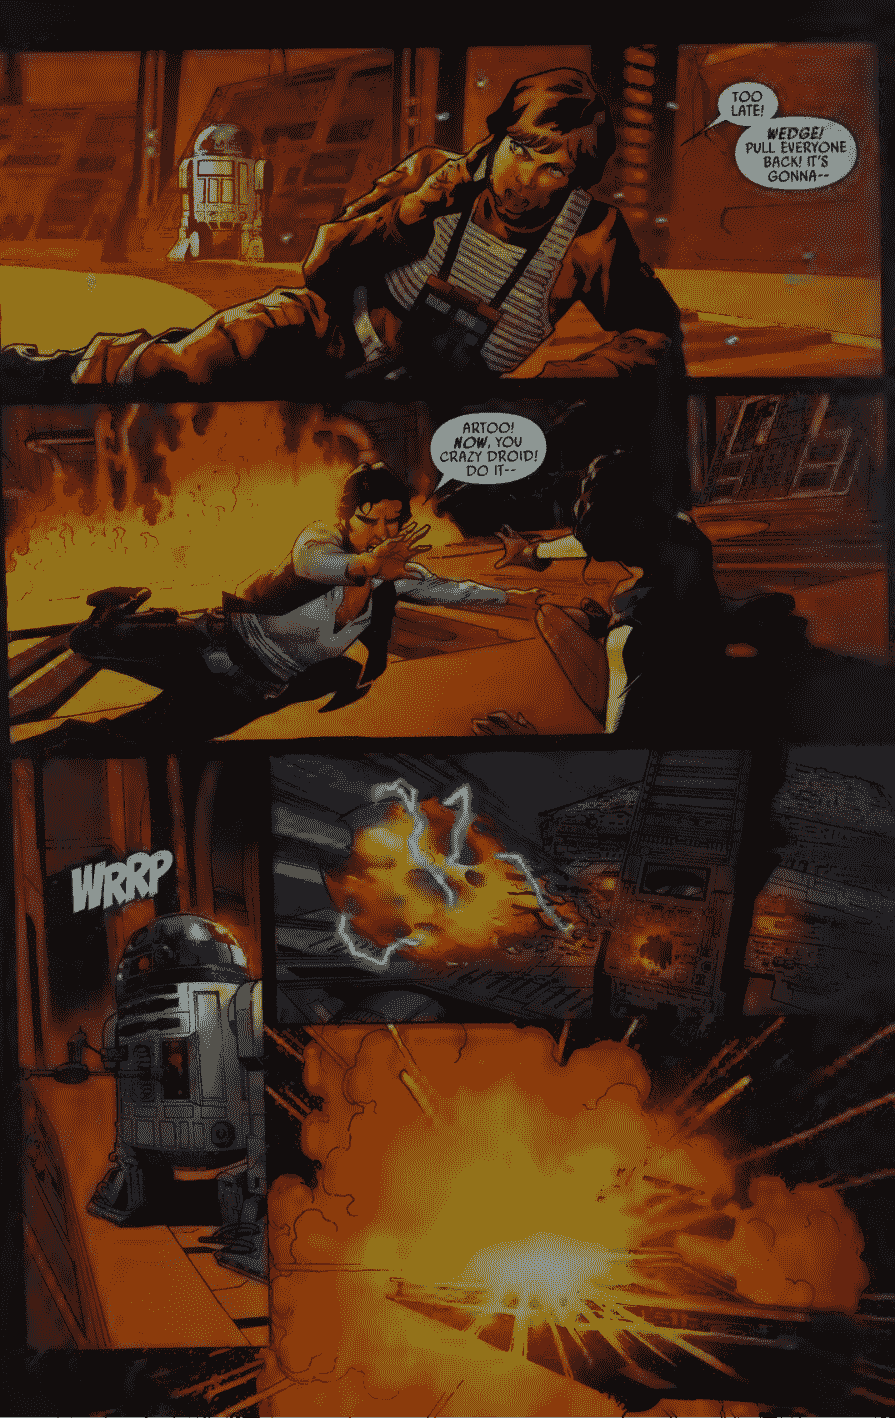 TOO
LATE!
WEDGE!
PULL EVERYONE
BACK! IT'S
GONNA--
ARTOO!
NOW, YOU
CRAZY DROID!
DO IT--
WRRP